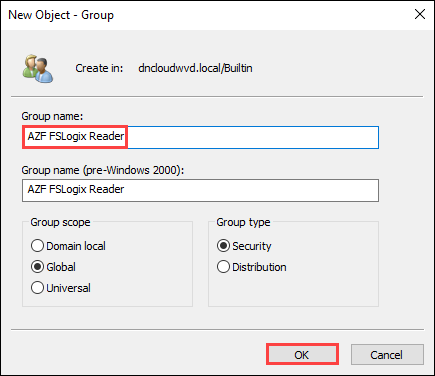 New Object - Group
Create in: dncloudwvd.local/Builtin
Group name:
AZF FSLogix Reader
Group name (pre-Windows 2000):
AZF FSLogix Reader
Group scope
Domain local
Global
Universal
Group type
Security
Distribution
OK
Cancel